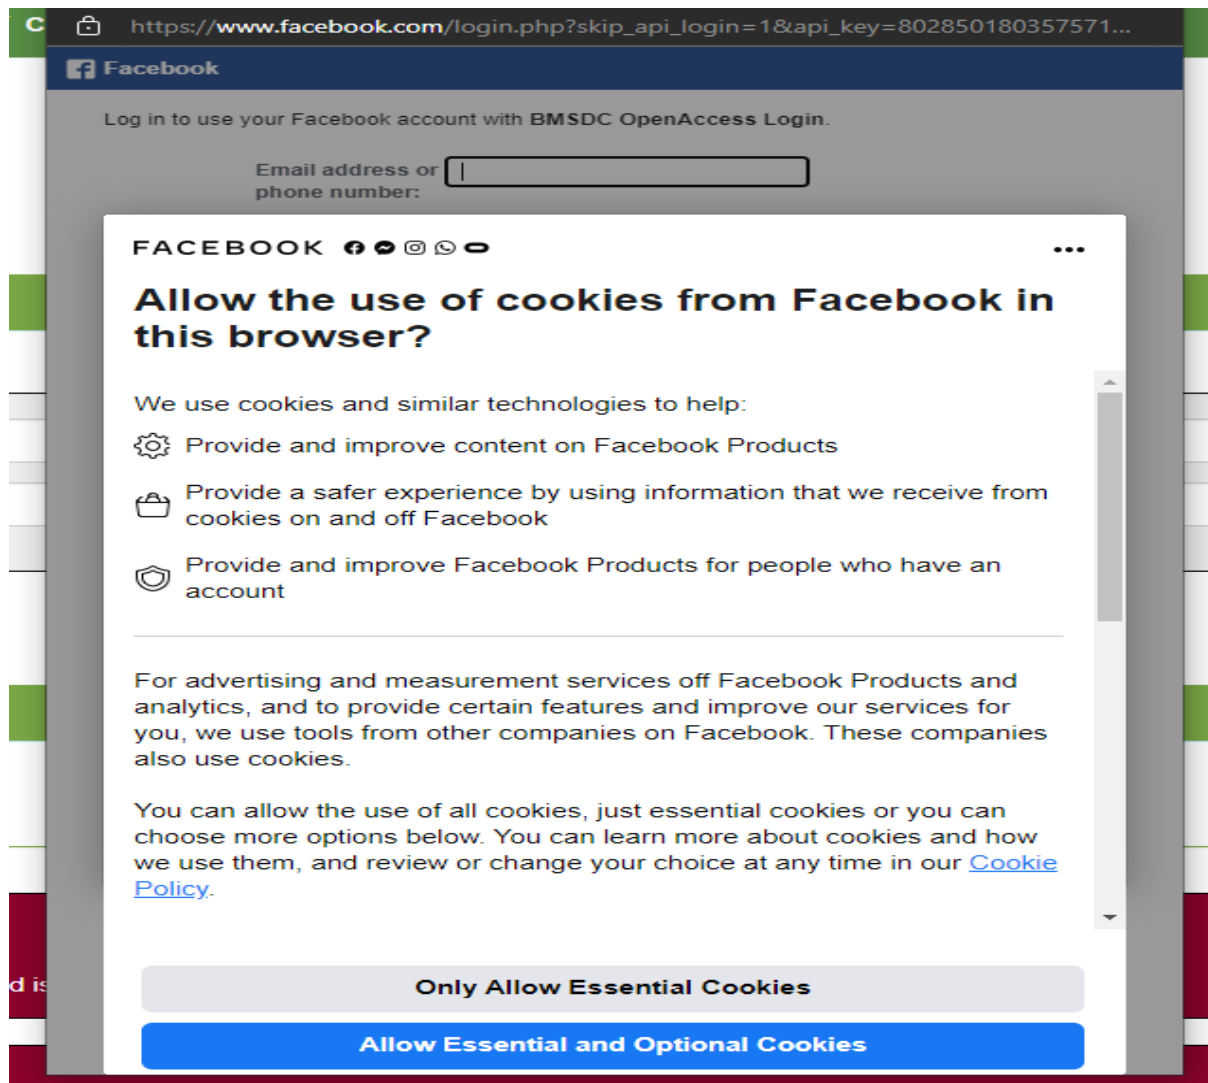 C
https://www.facebook.com/login.php?skip_api_login=1&api_key=802850180357571...
Facebook
Log in to use your Facebook account with BMSDC OpenAccess Login.
Email address or
phone number:
FACEBOOK
Allow the use of cookies from Facebook in
this browser?
We use cookies and similar technologies to help:
Provide and improve content on Facebook Products
Provide a safer experience by using information that we receive from
cookies on and off Facebook
Provide and improve Facebook Products for people who have an
account
For advertising and measurement services off Facebook Products and
analytics, and to provide certain features and improve our services for
you, we use tools from other companies on Facebook. These companies
also use cookies.
You can allow the use of all cookies, just essential cookies or you can
choose more options below. You can learn more about cookies and how
we use them, and review or change your choice at any time in our Cookie
Policy.
d is
Only Allow Essential Cookies
Allow Essential and Optional Cookies